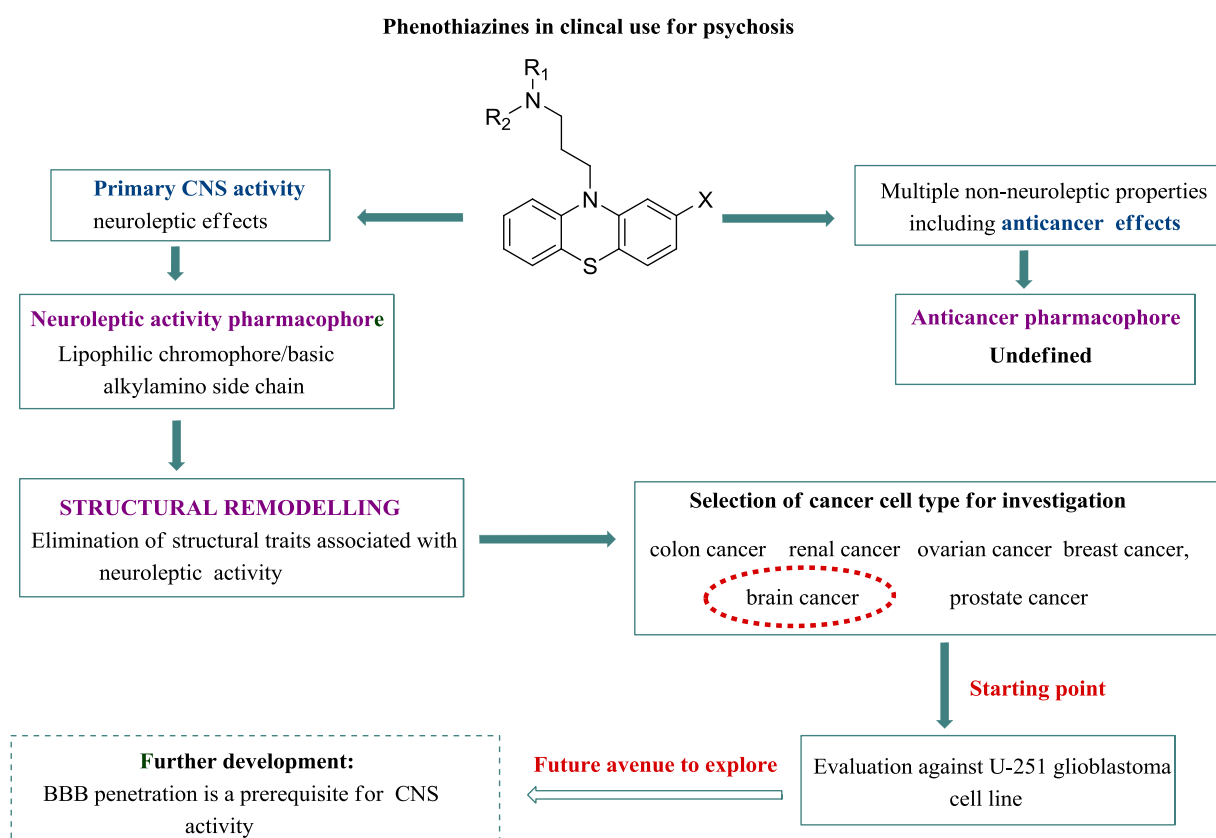 Phenothiazines in clincal use for psychosis
R1
N
R2
N
X
S
Primary CNS activity
neuroleptic effects
Multiple non-neuroleptic properties
including anticancer effects
Neuroleptic activity pharmacophore
Lipophilic chromophore/basic
alkylamino side chain
Anticancer pharmacophore
Undefined
STRUCTURAL REMODELLING
Elimination of structural traits associated with
neuroleptic activity
Selection of cancer cell type for investigation
colon cancer renal cancer ovarian cancer breast cancer,
brain cancer prostate cancer
Starting point
Evaluation against U-251 glioblastoma
cell line
Future avenue to explore
Further development:
BBB penetration is a prerequisite for CNS
activity